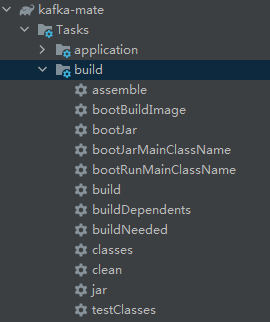 kafka-mate
Tasks
application
build
assemble
bootBuildImage
bootJar
bootJarMainClassName
bootRunMainClassName
build
buildDependents
buildNeeded
classes
clean
jar
testClasses